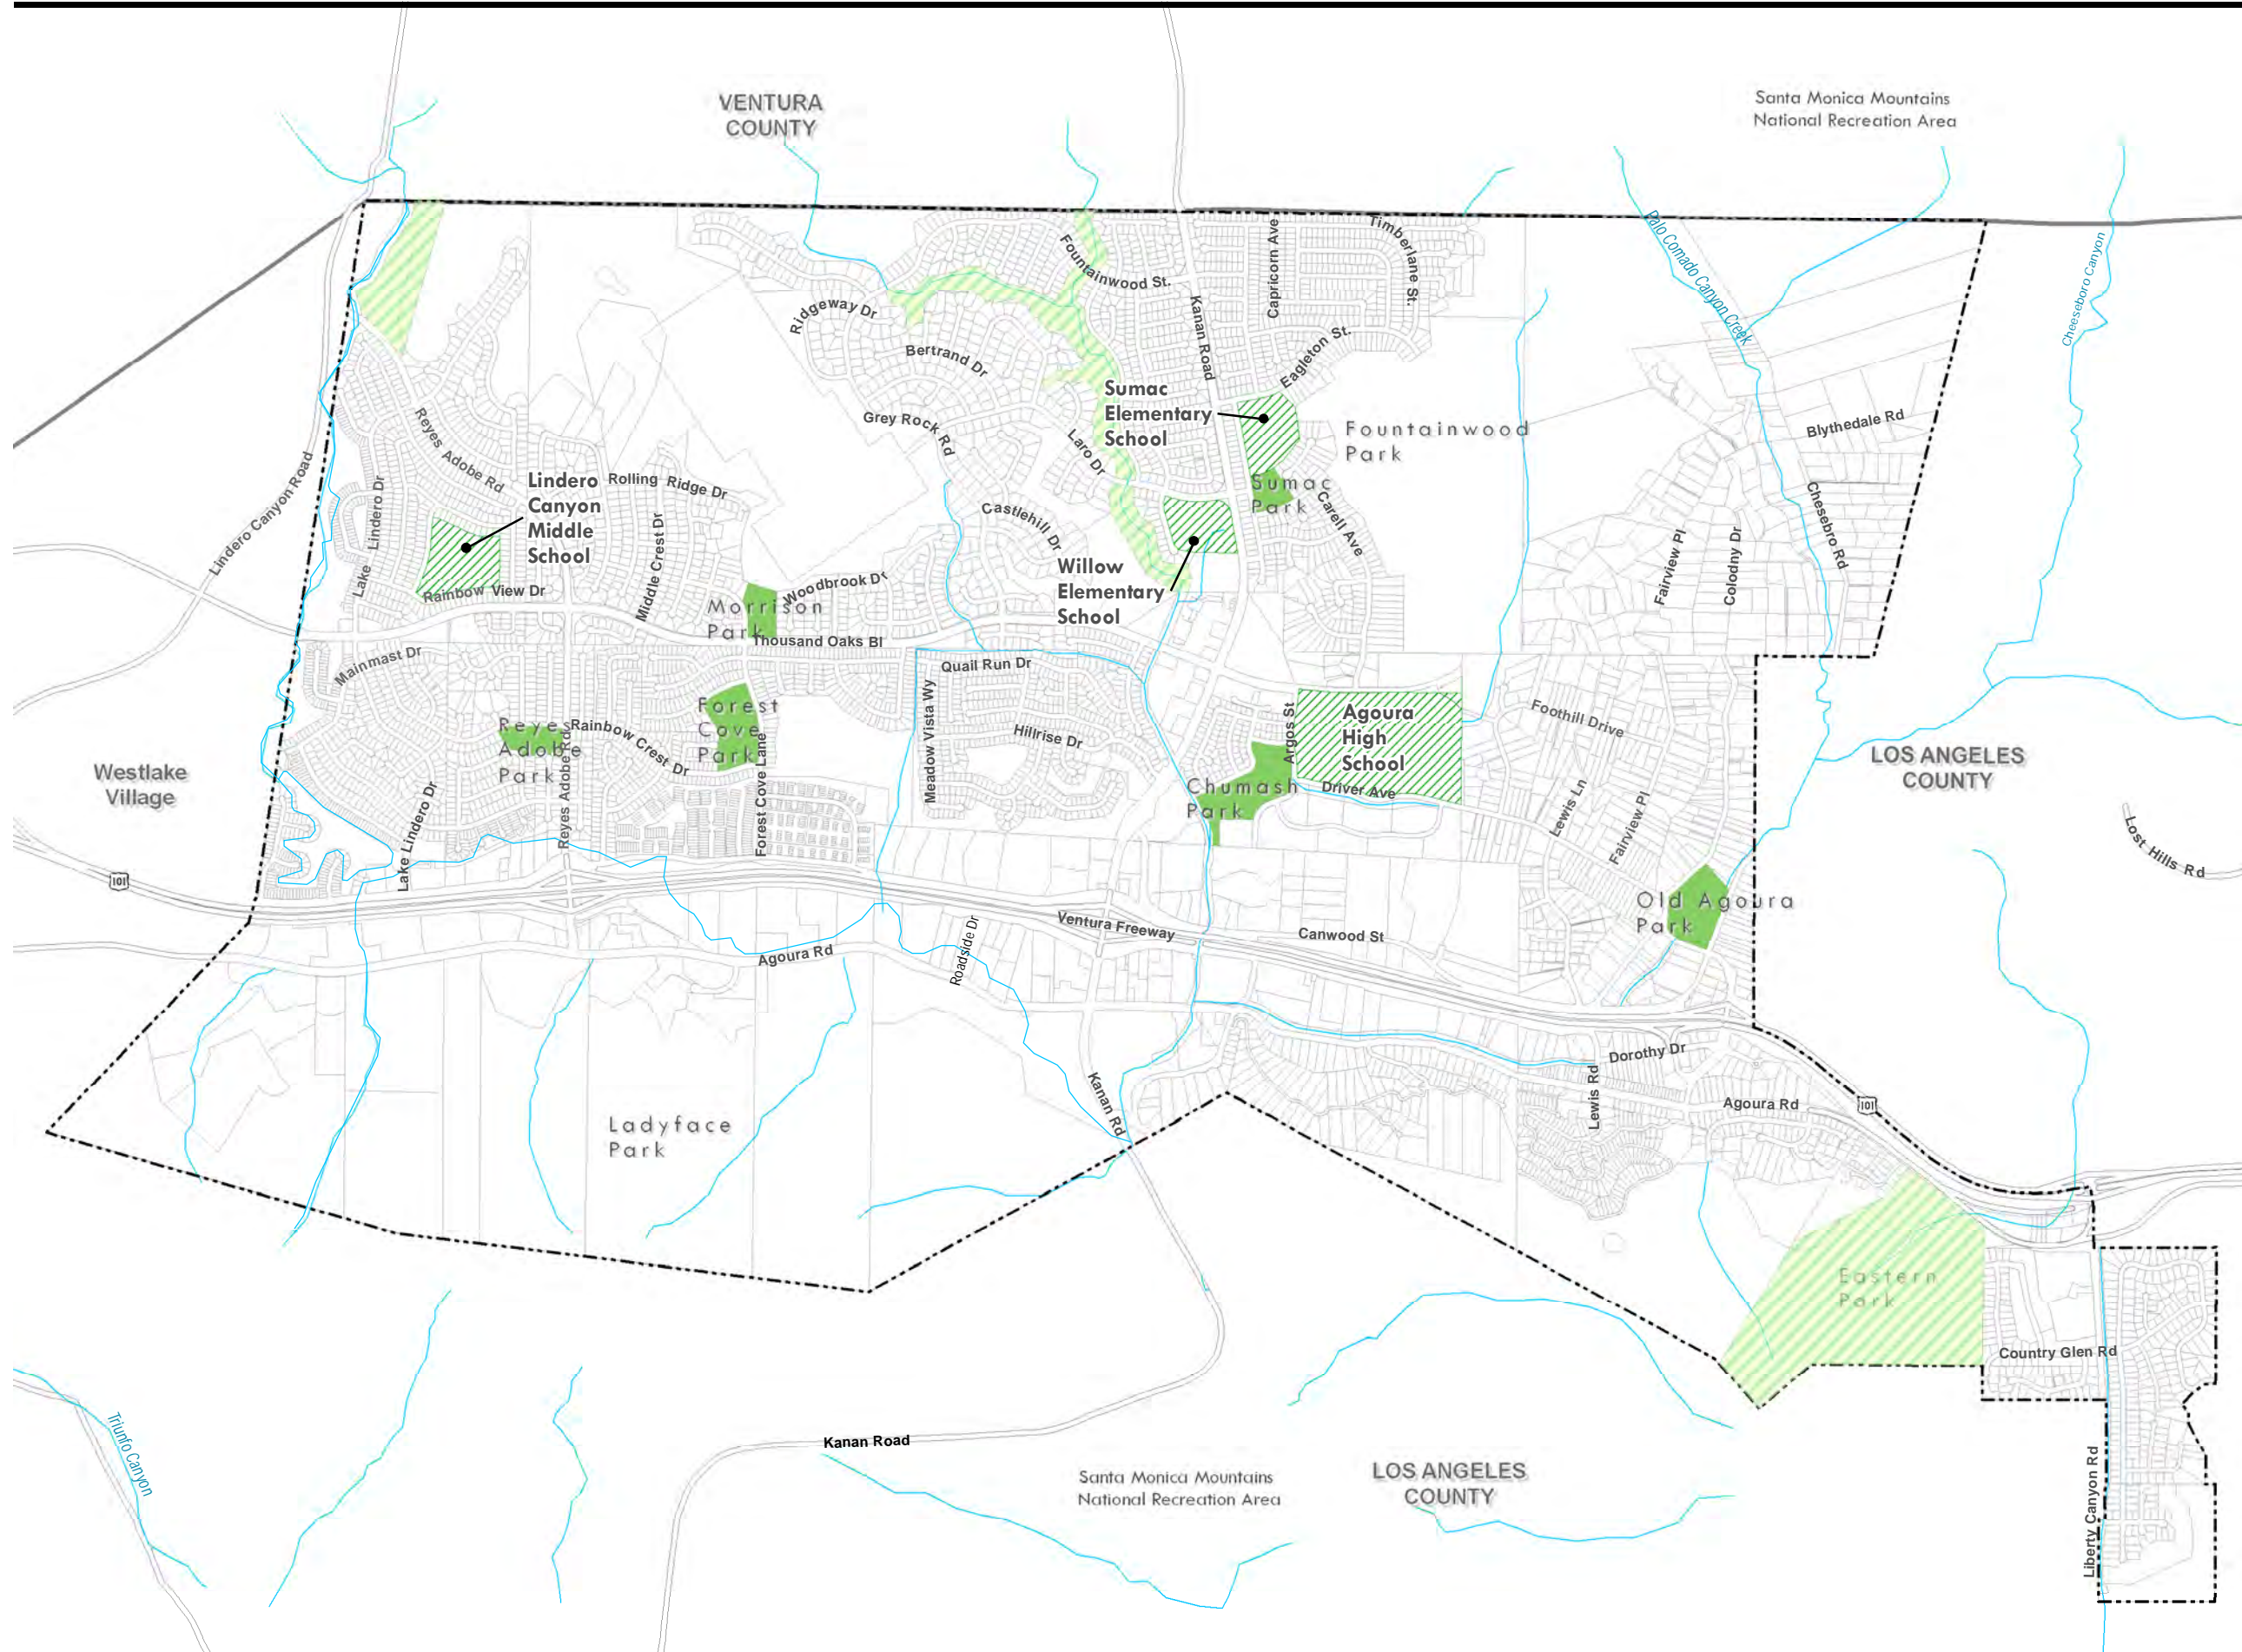 VENTURA
COUNTY
Santa Monica Mountains
National Recreation Area
Palo Comado Canyon Creek
Cheeseboro Canyon
Timberlane St.
Capricorn Ave
Fountainwood St.
Kanan Road
Ridgeway Dr
Bertrand Dr
Eagleton St.
Sumac
Elementary
School
Grey Rock Rd
Laro Dr
Fountainwood
Park
Blythedale Rd
Reyes Adobe Rd
Lindero Canyon Road
Lake Lindero Dr
Lindero
Canyon
Middle
School
Rolling Ridge Dr
Middle Crest Dr
Castlehill Dr
Sumac
Park
Carell Ave
Chesebro Rd
Fairview Pl
Colodny Dr
Willow
Elementary
School
Rainbow View Dr
Woodbrook Dr
Morrison
Park
Thousand Oaks Bl
Mainmast Dr
Quail Run Dr
Meadow Vista Wy
Hillrise Dr
Forest
Cove
Park
Reyes
Adobe
Park
Rainbow Crest Dr
Reyes Adobe Rd
Forest Cove Lane
Lake Lindero Dr
Argos St
Agoura
High
School
Foothill Drive
Chumash
Park
Driver Ave
Lewis Ln
Fairview Pl
LOS ANGELES
COUNTY
Westlake
Village
Lost Hills Rd
101
Old Agoura
Park
Ventura Freeway
Canwood St
Roadside Dr
Agoura Rd
Dorothy Dr
Lewis Rd
Kanan Rd
Agoura Rd
101
Ladyface
Park
Eastern
Park
Country Glen Rd
Triunfo Canyon
Kanan Road
Santa Monica Mountains
National Recreation Area
LOS ANGELES
COUNTY
Liberty Canyon Rd